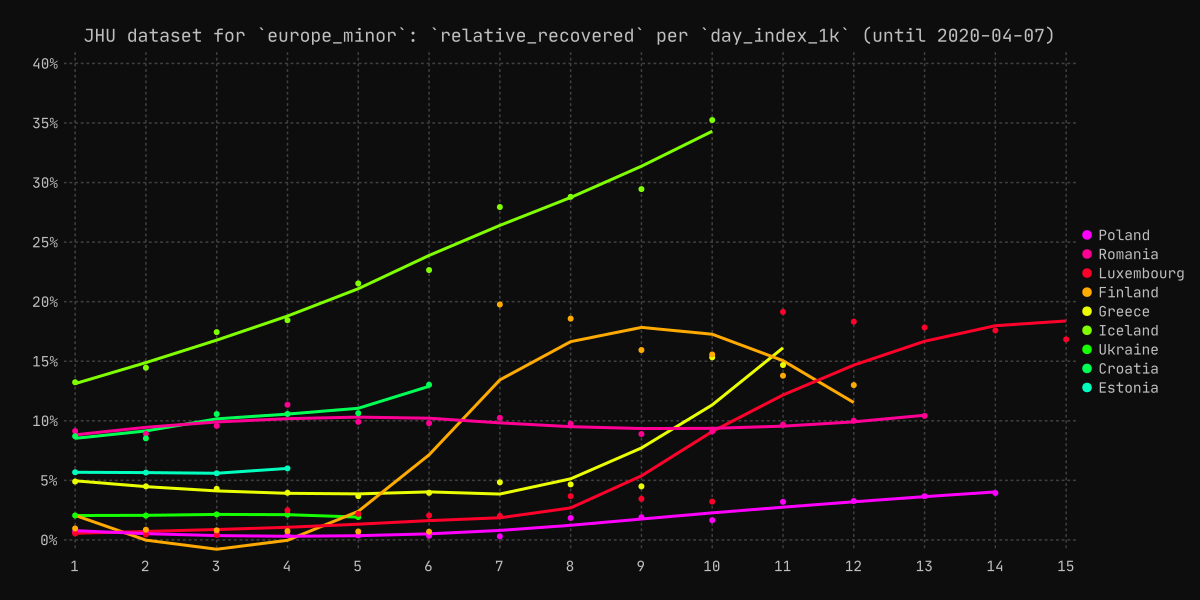 JHU dataset for `europe_minor`: `relative_recovered` per `day_index_1k` (until 2020-04-07)
40%
35%
30%
25%
20%
15%
10%
5%
0%
1 2 3 4 5 6 7 8 9 10 11 12 13 14 15
Poland
Romania
Luxembourg
Finland
Greece
Iceland
Ukraine
Croatia
Estonia